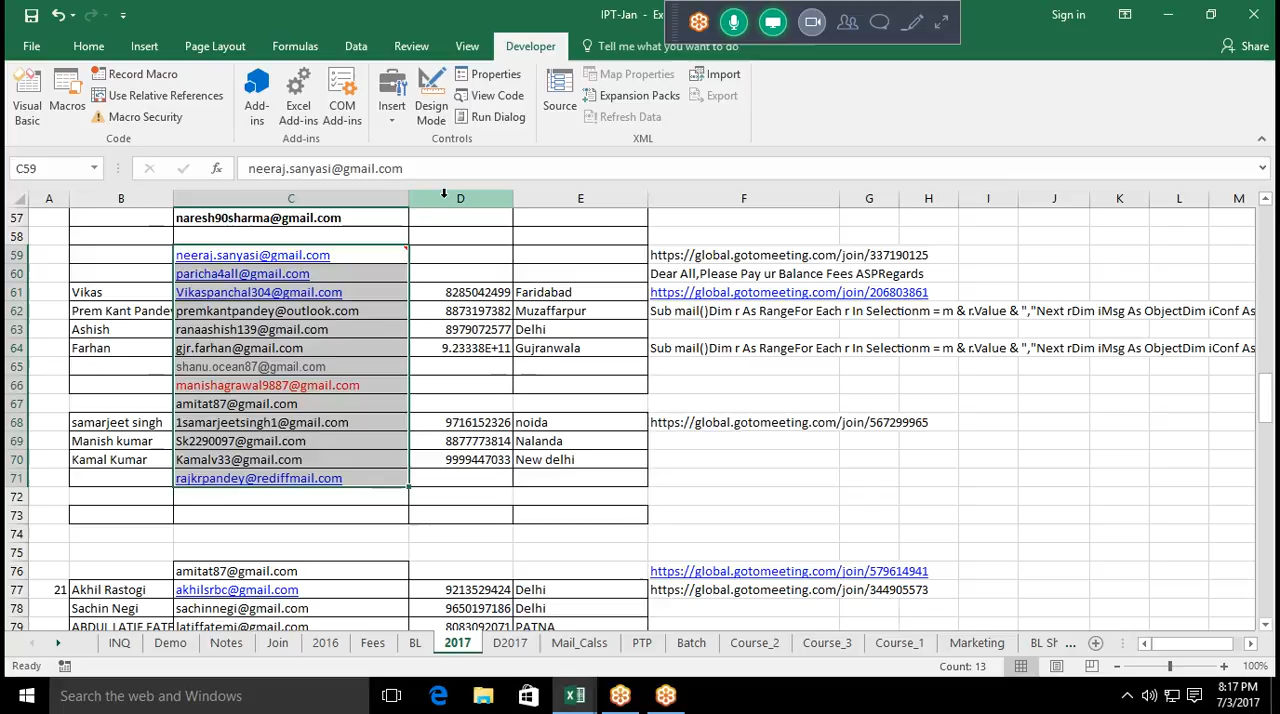 IPT-Jan - Ex
Sign in
File Home Insert Page Layout Formulas Data Review View Developer Tell me what you want to do Share
Visual Basic
Macros
Record Macro
Use Relative References
Macro Security
Code
Add-ins
Excel Add-ins
COM Add-ins
Add-ins
Insert
Design Mode
Properties
View Code
Run Dialog
Controls
Source
Map Properties
Expansion Packs
Refresh Data
Import
Export
XML
C59 fx neeraj.sanyasi@gmail.com
A B C D E F G H I J K L M
57 naresh90sharma@gmail.com
58
59 neeraj.sanyasi@gmail.com https://global.gotomeeting.com/join/337190125
60 paricha4all@gmail.com Dear All,Please Pay ur Balance Fees ASPRegards
61 Vikas Vikaspanchal304@gmail.com 8285042499 Faridabad https://global.gotomeeting.com/join/206803861
62 Prem Kant Pandey premkantpandey@outlook.com 8873197382 Muzaffarpur Sub mail()Dim r As RangeFor Each r In Selectionm = m & r.Value & ","Next rDim iMsg As ObjectDim iConf As
63 Ashish ranaashish139@gmail.com 8979072577 Delhi
64 Farhan gjr.farhan@gmail.com 9.23338E+11 Gujranwala Sub mail()Dim r As RangeFor Each r In Selectionm = m & r.Value & ","Next rDim iMsg As ObjectDim iConf As
65 shanu.ocean87@gmail.com
66 manishagrawal9887@gmail.com
67 amitat87@gmail.com
68 samarjeet singh 1samarjeetsingh1@gmail.com 9716152326 noida https://global.gotomeeting.com/join/567299965
69 Manish kumar Sk2290097@gmail.com 8877773814 Nalanda
70 Kamal Kumar Kamalv33@gmail.com 9999447033 New delhi
71 rajkrpandey@rediffmail.com
72
73
74
75
76 amitat87@gmail.com https://global.gotomeeting.com/join/579614941
77 21 Akhil Rastogi akhilsrbc@gmail.com 9213529424 Delhi https://global.gotomeeting.com/join/344905573
78 Sachin Negi sachinnegi@gmail.com 9650197186 Delhi
79 ABDUL LATIF FATE latiffatemi@gmail.com 8083092071 PATNA
INQ Demo Notes Join 2016 Fees BL 2017 D2017 Mail_Calss PTP Batch Course_2 Course_3 Course_1 Marketing BL Sh ...
Ready Count: 13 100%
Search the web and Windows
8:17 PM
7/3/2017